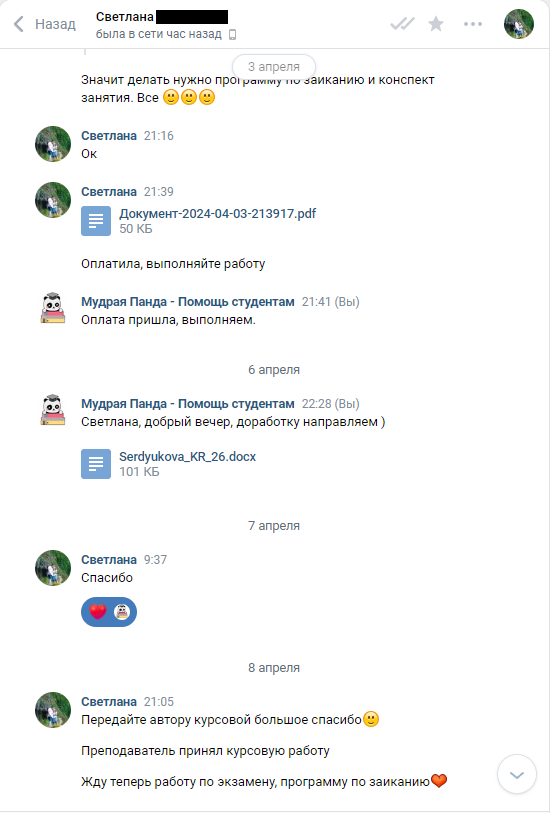 Назад
Светлана
была в сети час назад
3 апреля
Значит делать нужно программу по заиканию и конспект
занятия. Все
Светлана 21:16
Ок
Светлана 21:39
Документ-2024-04-03-213917.pdf
50 КБ
Оплатила, выполняйте работу
Мудрая Панда - Помощь студентам 21:41 (Вы)
Оплата пришла, выполняем.
6 апреля
Мудрая Панда - Помощь студентам 22:28 (Вы)
Светлана, добрый вечер, доработку направляем )
Serdyukova_KR_26.docx
101 КБ
7 апреля
Светлана 9:37
Спасибо
8 апреля
Светлана 21:05
Передайте автору курсовой большое спасибо
Преподаватель принял курсовую работу
Жду теперь работу по экзамену, программу по заиканию